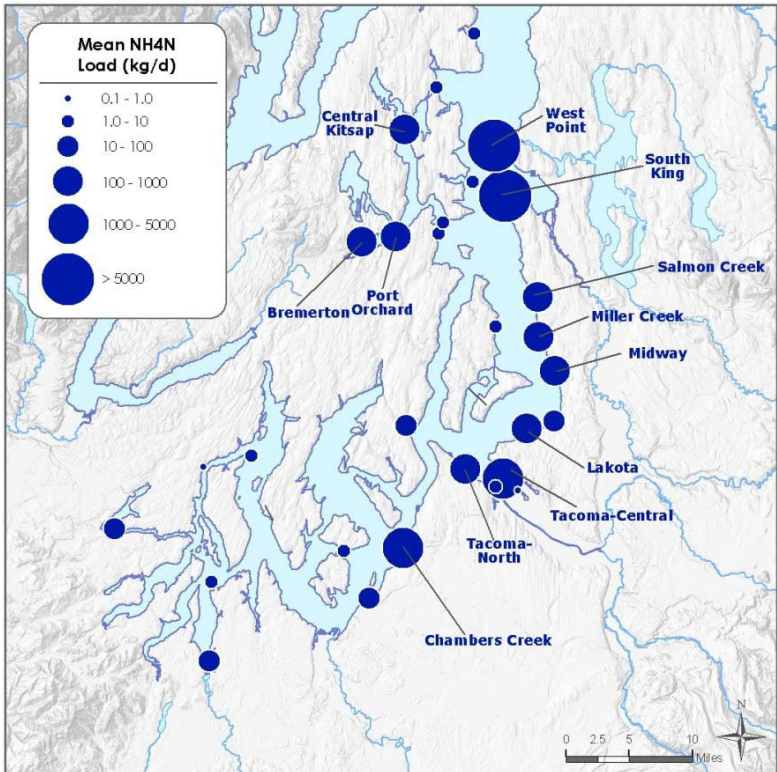 Mean NH4N
Load (kg/d)
0.1 - 1.0
1.0 - 10
10 - 100
100 - 1000
1000 - 5000
> 5000
Central
Kitsap
West
Point
South
King
Bremerton
Port
Orchard
Salmon Creek
Miller Creek
Midway
Lakota
Tacoma-Central
Tacoma-
North
Chambers Creek
N
0 2.5 5 10
Miles